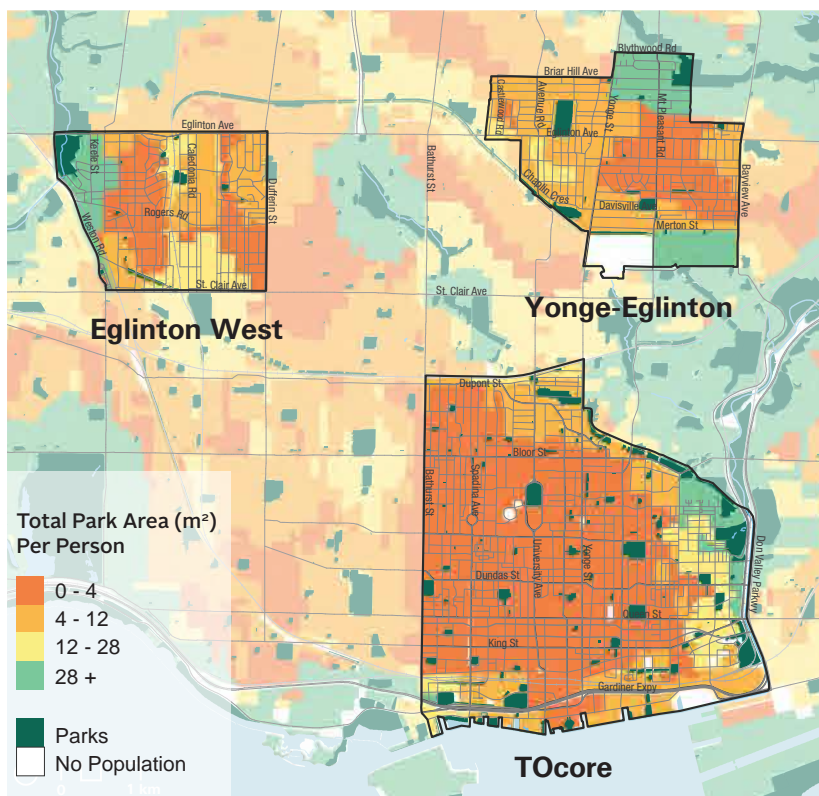 Blythwood Rd
Briar Hill Ave
Castlewood Rd
Avenue Rd
Yonge St
Mt Pleasant Rd
Eglinton Ave
Eglinton Ave
Keele St
Caledonia Rd
Dufferin St
Bathurst St
Bayview Ave
Chaplin Cres
Rogers Rd
Davisville Ave
Weston Rd
Merton St
St. Clair Ave
St. Clair Ave
Eglinton West
Yonge-Eglinton
Dupont St
Bloor St
Bathurst St
Spadina Ave
University Ave
Yonge St
Don Valley Parkway
Dundas St
Queen St
King St
Gardiner Expy
TOcore
Total Park Area (m²)
Per Person
0 - 4
4 - 12
12 - 28
28 +
Parks
No Population
0 1 km